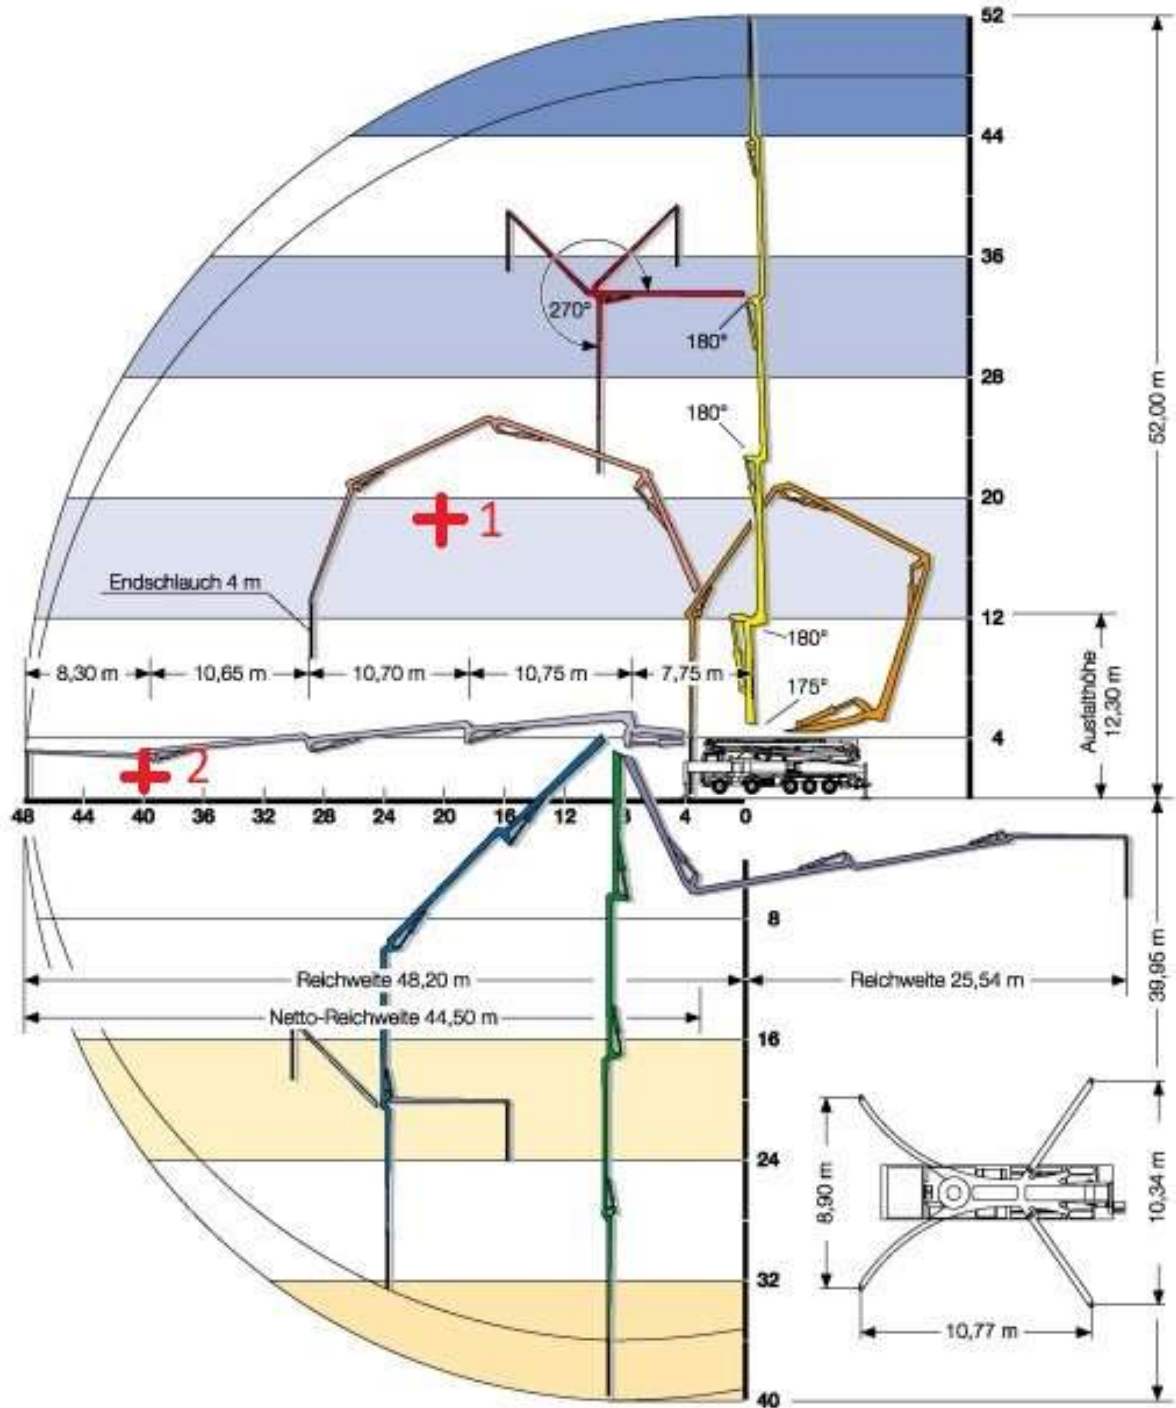 52
44
36
270°
180°
28
180°
52,00 m
20
1
Endschlauch 4 m
12
180°
8,30 m
10,65 m
10,70 m
10,75 m
7,75 m
175°
Ausfalthöhe
12,30 m
4
2
48 44 40 36 32 28 24 20 16 12 8 4 0
8
Reichweite 48,20 m
Reichweite 25,54 m
39,95 m
Netto-Reichweite 44,50 m
16
24
8,90 m
10,34 m
32
10,77 m
40